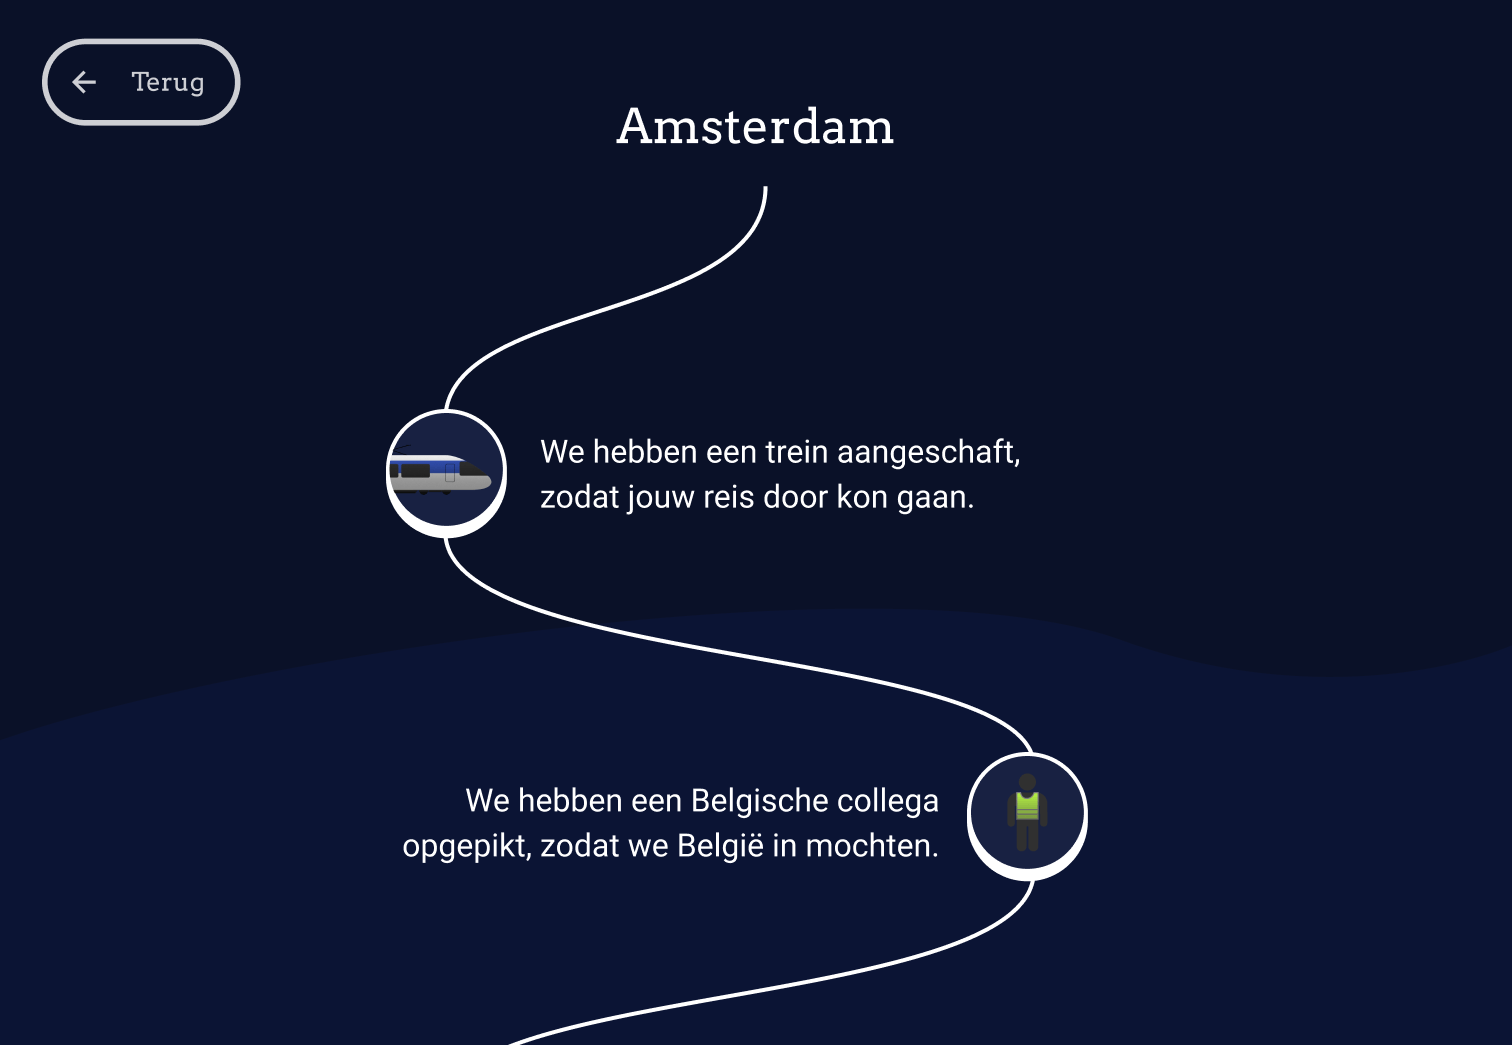 Terug
Amsterdam
We hebben een trein aangeschaft,
zodat jouw reis door kon gaan.
We hebben een Belgische collega
opgepikt, zodat we België in mochten.